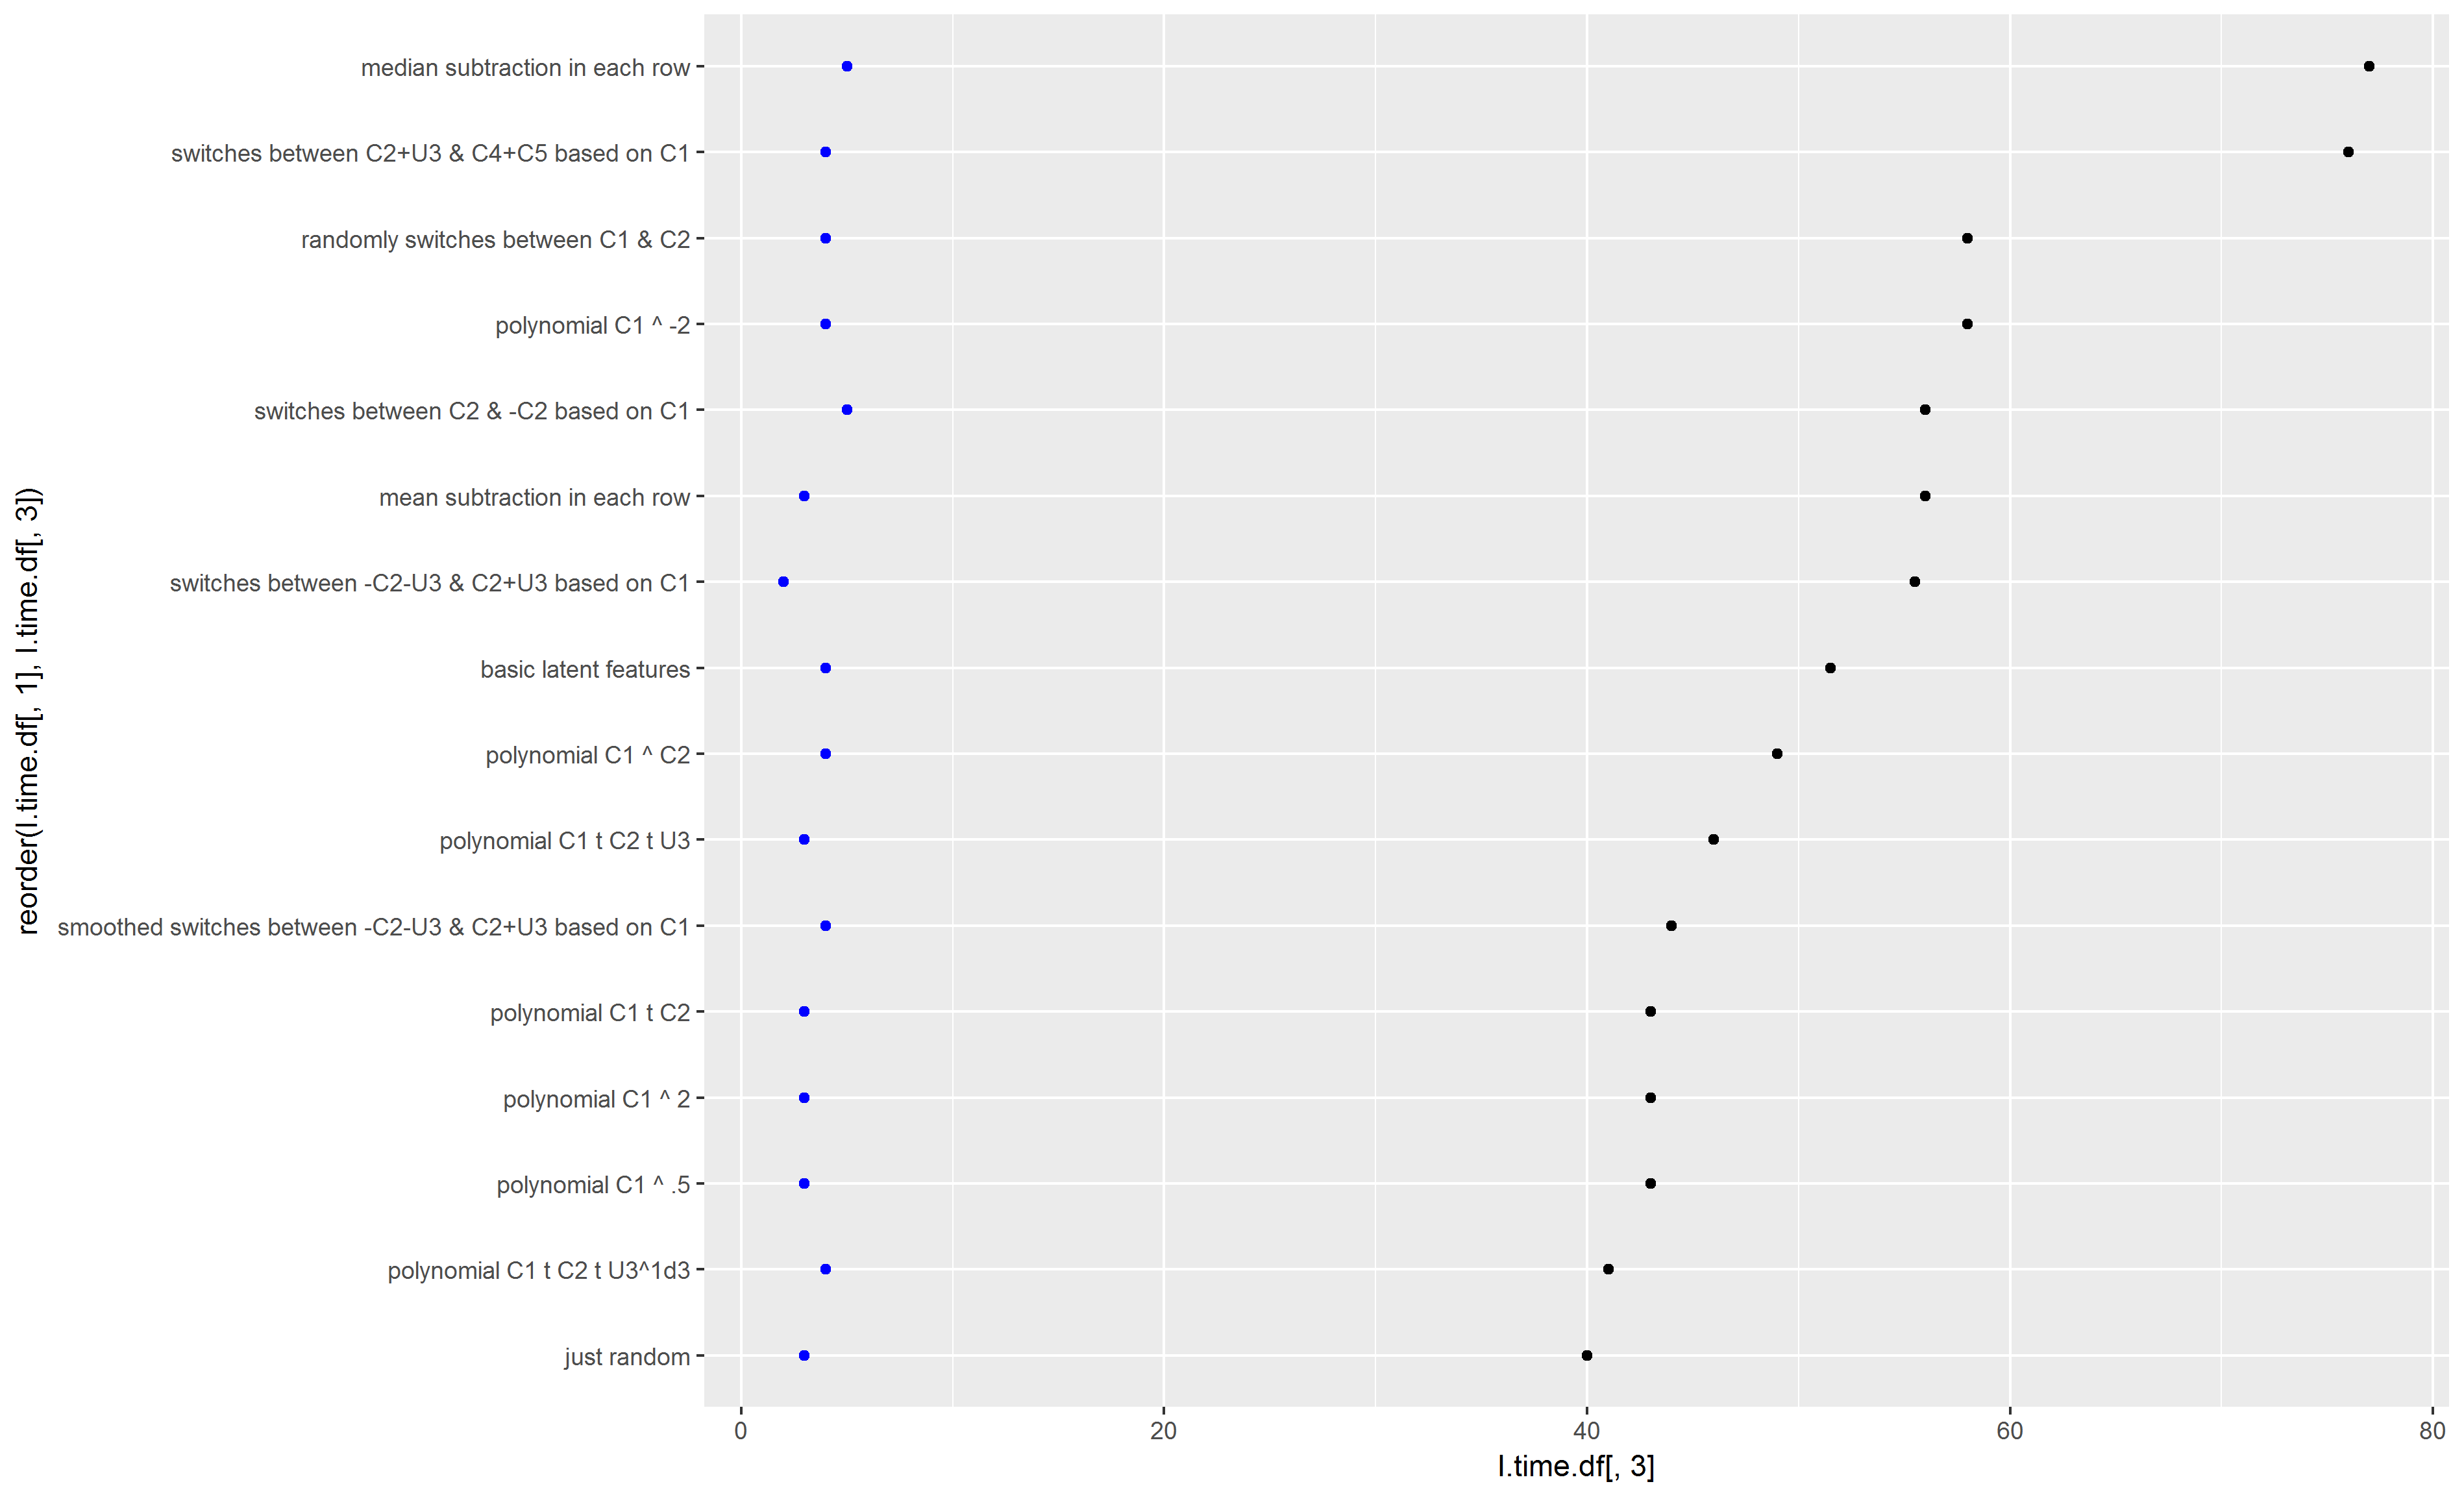 median subtraction in each row
switches between C2+U3 & C4+C5 based on C1
randomly switches between C1 & C2
polynomial C1 ^ -2
switches between C2 & -C2 based on C1
mean subtraction in each row
switches between -C2-U3 & C2+U3 based on C1
basic latent features
polynomial C1 ^ C2
polynomial C1 t C2 t U3
smoothed switches between -C2-U3 & C2+U3 based on C1
polynomial C1 t C2
polynomial C1 ^ 2
polynomial C1 ^ .5
polynomial C1 t C2 t U3^1d3
just random
reorder(l.time.df[, 1], l.time.df[, 3])
0 20 40 60 80
l.time.df[, 3]